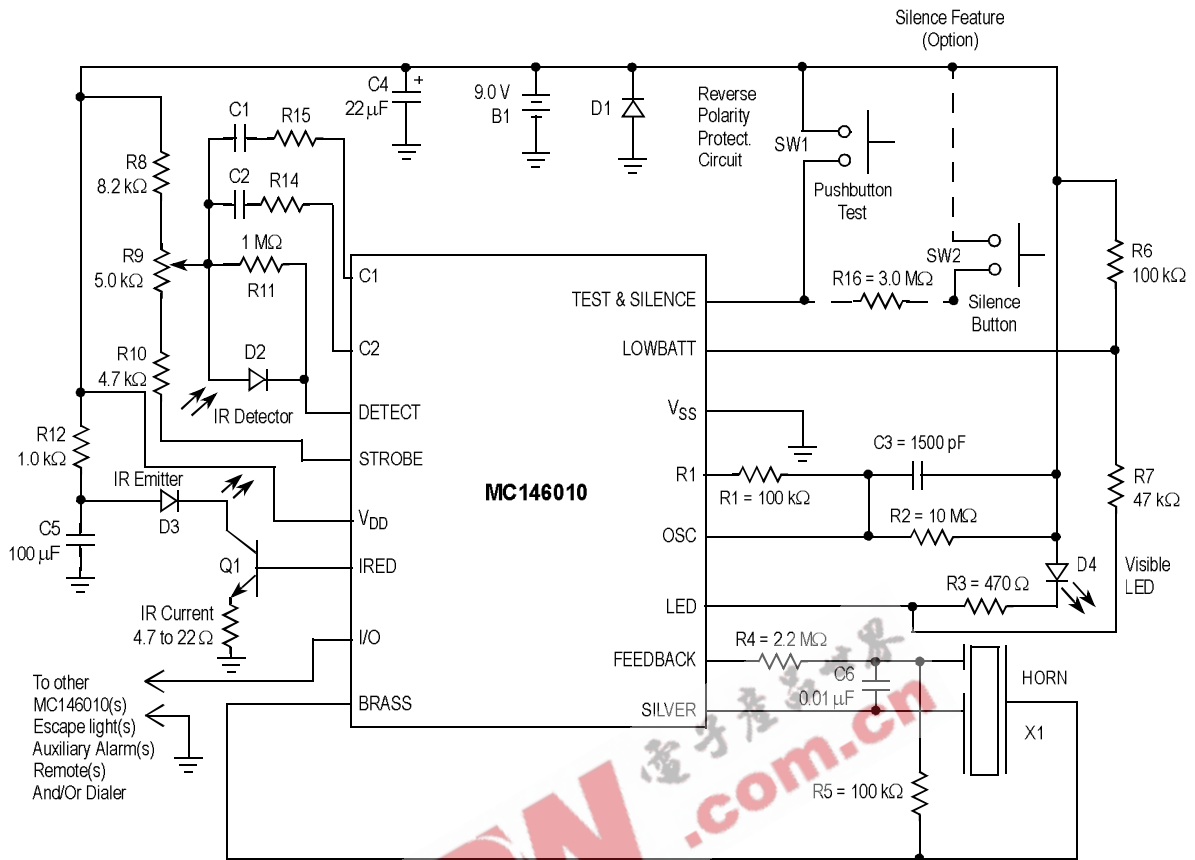 Silence Feature
(Option)
C4
+
22 µF
9.0 V
B1
D1
Reverse
Polarity
Protect.
Circuit
SW1
Pushbutton
Test
C1
R15
R8
8.2 kΩ
C2
R14
R9
5.0 kΩ
1 MΩ
R11
SW2
R6
100 kΩ
R16 = 3.0 MΩ
Silence
Button
R10
4.7 kΩ
D2
IR Detector
C1
C2
DETECT
STROBE
VDD
IRED
I/O
BRASS
MC146010
TEST & SILENCE
LOWBATT
VSS
R1
OSC
LED
FEEDBACK
SILVER
R12
1.0 kΩ
IR Emitter
D3
C5
100 µF
Q1
IR Current
4.7 to 22 Ω
C3 = 1500 pF
R1 = 100 kΩ
R2 = 10 MΩ
R7
47 kΩ
D4
Visible
LED
R3 = 470 Ω
R4 = 2.2 MΩ
C6
0.01 µF
HORN
X1
R5 = 100 kΩ
To other
MC146010(s)
Escape light(s)
Auxiliary Alarm(s)
Remote(s)
And/Or Dialer
電子產品世界
.com.cn